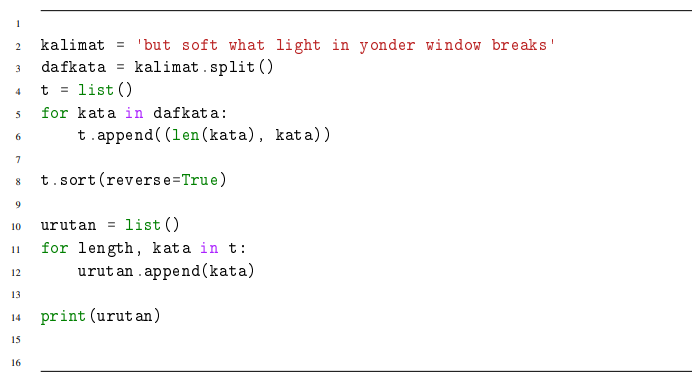 1
2 kalimat = 'but soft what light in yonder window breaks'
3 dafkata = kalimat.split()
4 t = list()
5 for kata in dafkata:
6     t.append((len(kata), kata))
7
8 t.sort(reverse=True)
9
10 urutan = list()
11 for length, kata in t:
12     urutan.append(kata)
13
14 print(urutan)
15
16